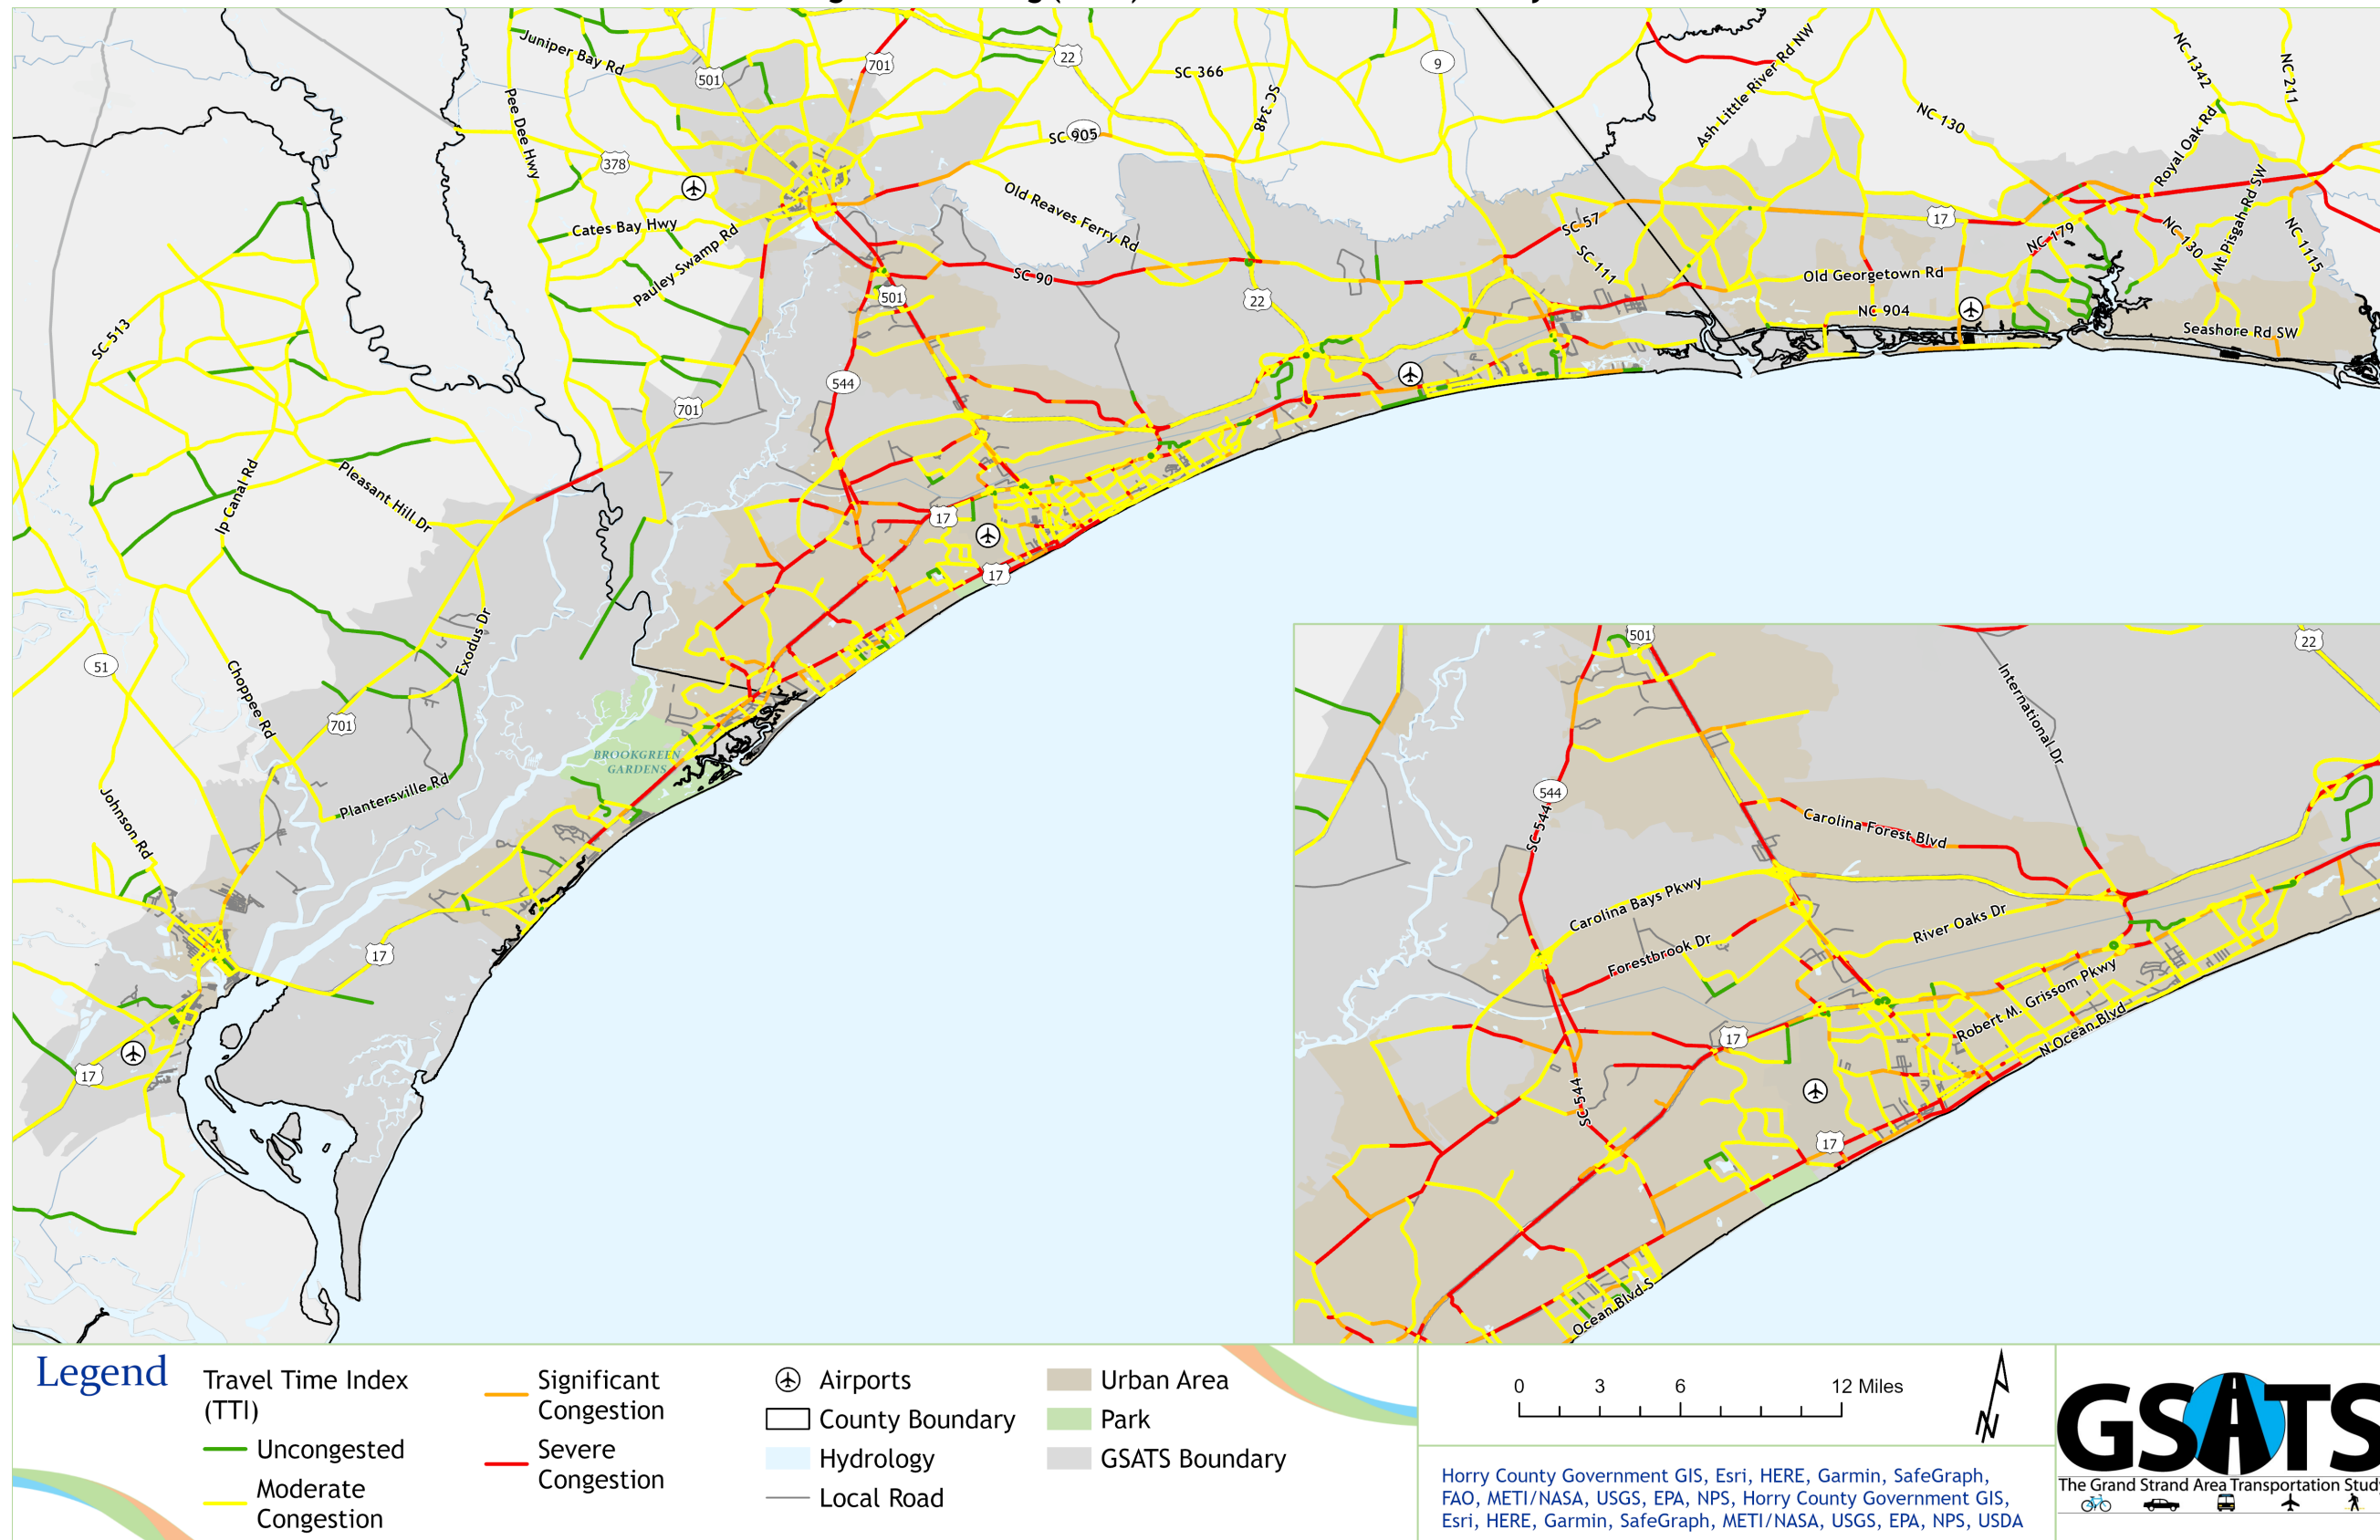 Juniper Bay Rd
501
701
22
SC 366
SC 348
9
Ash Little River Rd NW
NC 130
NC 1342
NC 211
Pee Dee Hwy
378
SC 905
Royal Oak Rd
Cates Bay Hwy
Pauley Swamp Rd
Old Reaves Ferry Rd
SC 57
SC 111
17
NC 179
NC 130
Mt Pisgah Rd SW
NC 1115
SC 90
501
22
Old Georgetown Rd
NC 904
Seashore Rd SW
SC 513
544
701
Jp Canal Rd
Pleasant Hill Dr
17
17
51
Exodus Dr
Choppee Rd
701
BROOKGREEN
GARDENS
Plantersville Rd
Johnson Rd
17
17
501
22
International Dr
544
SC 544
Carolina Forest Blvd
Carolina Bays Pkwy
River Oaks Dr
Forestbrook Dr
Robert M. Grissom Pkwy
N Ocean Blvd
17
SC 544
17
Ocean Blvd S
Legend
Travel Time Index
(TTI)
Uncongested
Moderate
Congestion
Significant
Congestion
Severe
Congestion
Airports
County Boundary
Hydrology
Local Road
Urban Area
Park
GSATS Boundary
0 3 6 12 Miles
N
Horry County Government GIS, Esri, HERE, Garmin, SafeGraph,
FAO, METI/NASA, USGS, EPA, NPS, Horry County Government GIS,
Esri, HERE, Garmin, SafeGraph, METI/NASA, USGS, EPA, NPS, USDA
GSATS
The Grand Strand Area Transportation Study